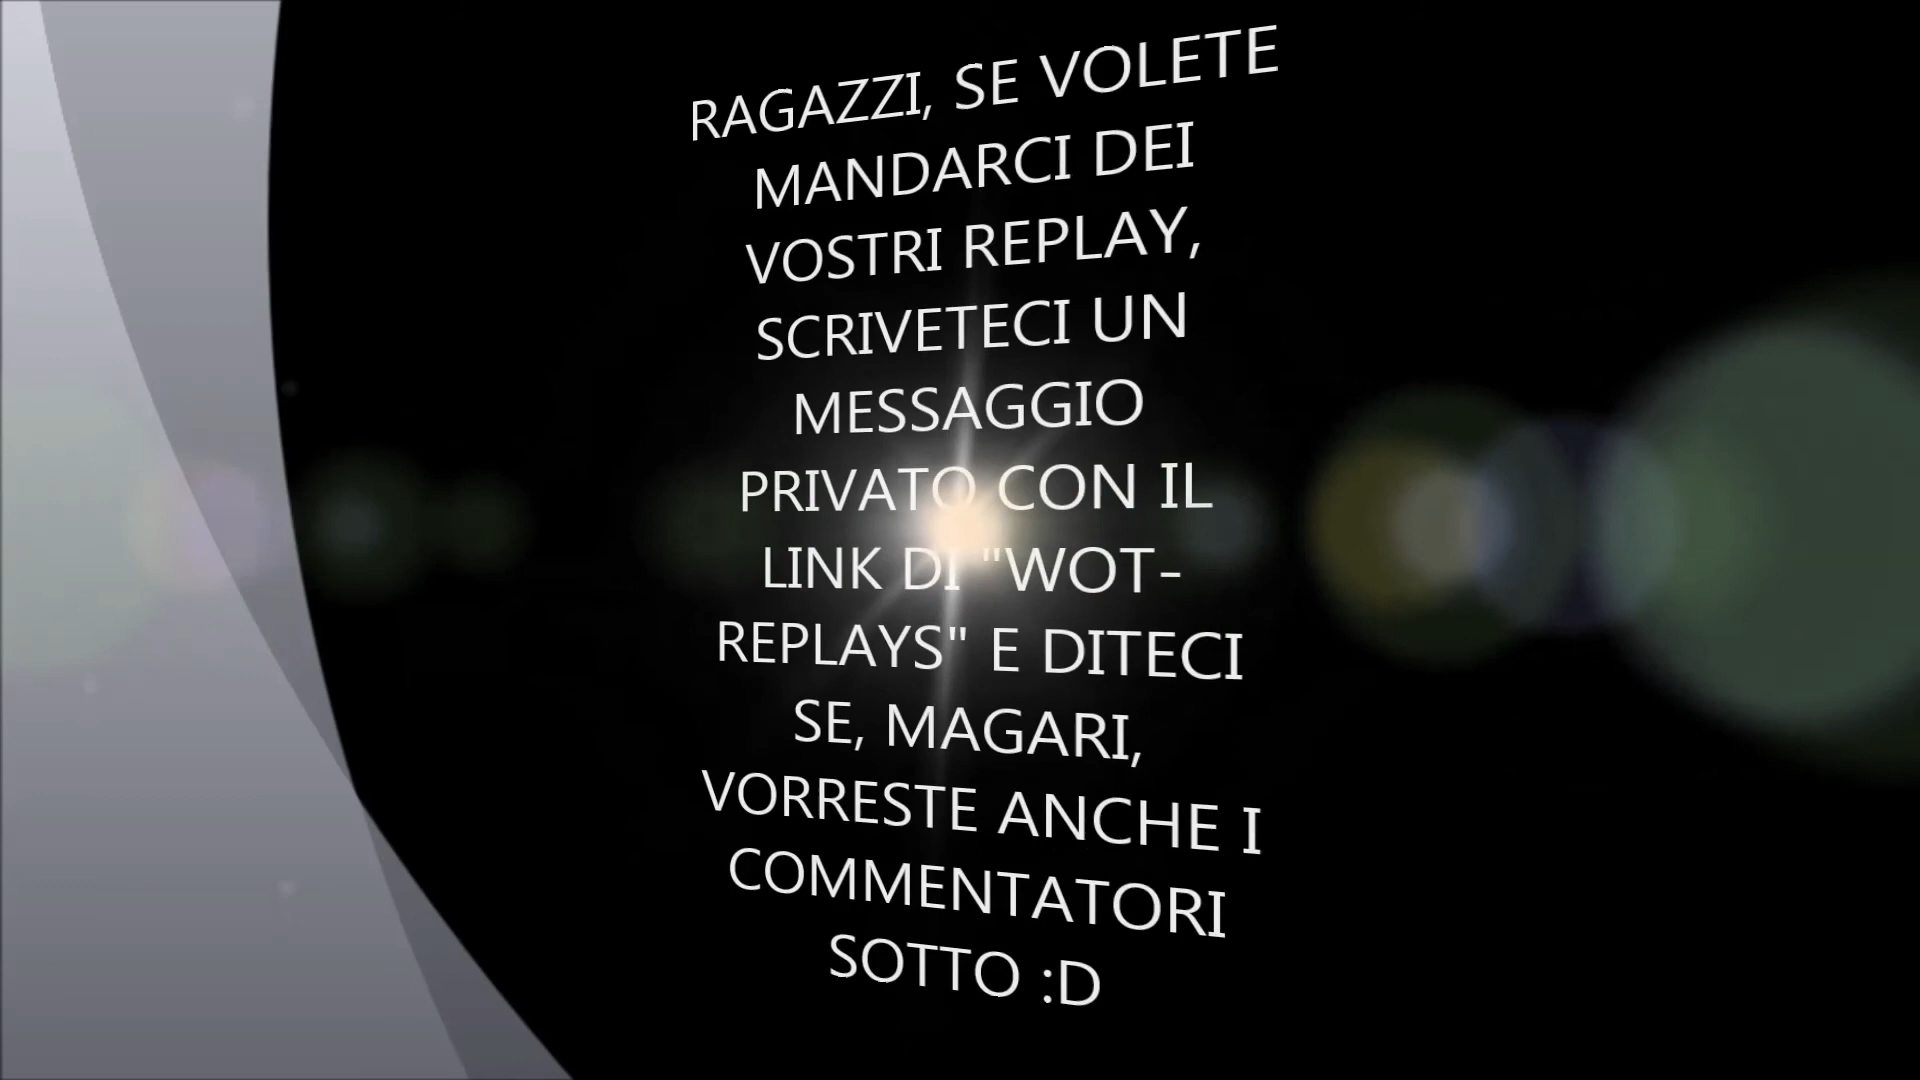 RAGAZZI, SE VOLETE
MANDARCI DEI
VOSTRI REPLAY,
SCRIVETECI UN
MESSAGGIO
PRIVATO CON IL
LINK DI "WOT-
REPLAYS" E DITECI
SE, MAGARI,
VORRESTE ANCHE I
COMMENTATORI
SOTTO :D